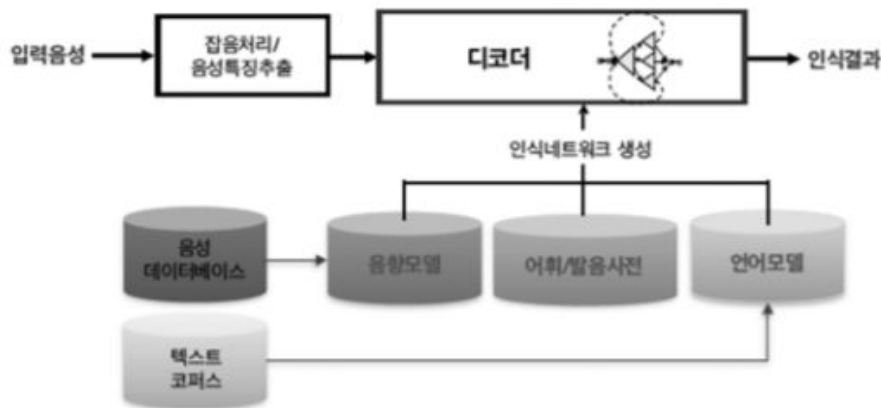 입력음성
잡음처리/
음성특징추출
디코더
인식결과
인식네트워크 생성
음성
데이터베이스
음향모델
어휘/발음사전
언어모델
텍스트
코퍼스